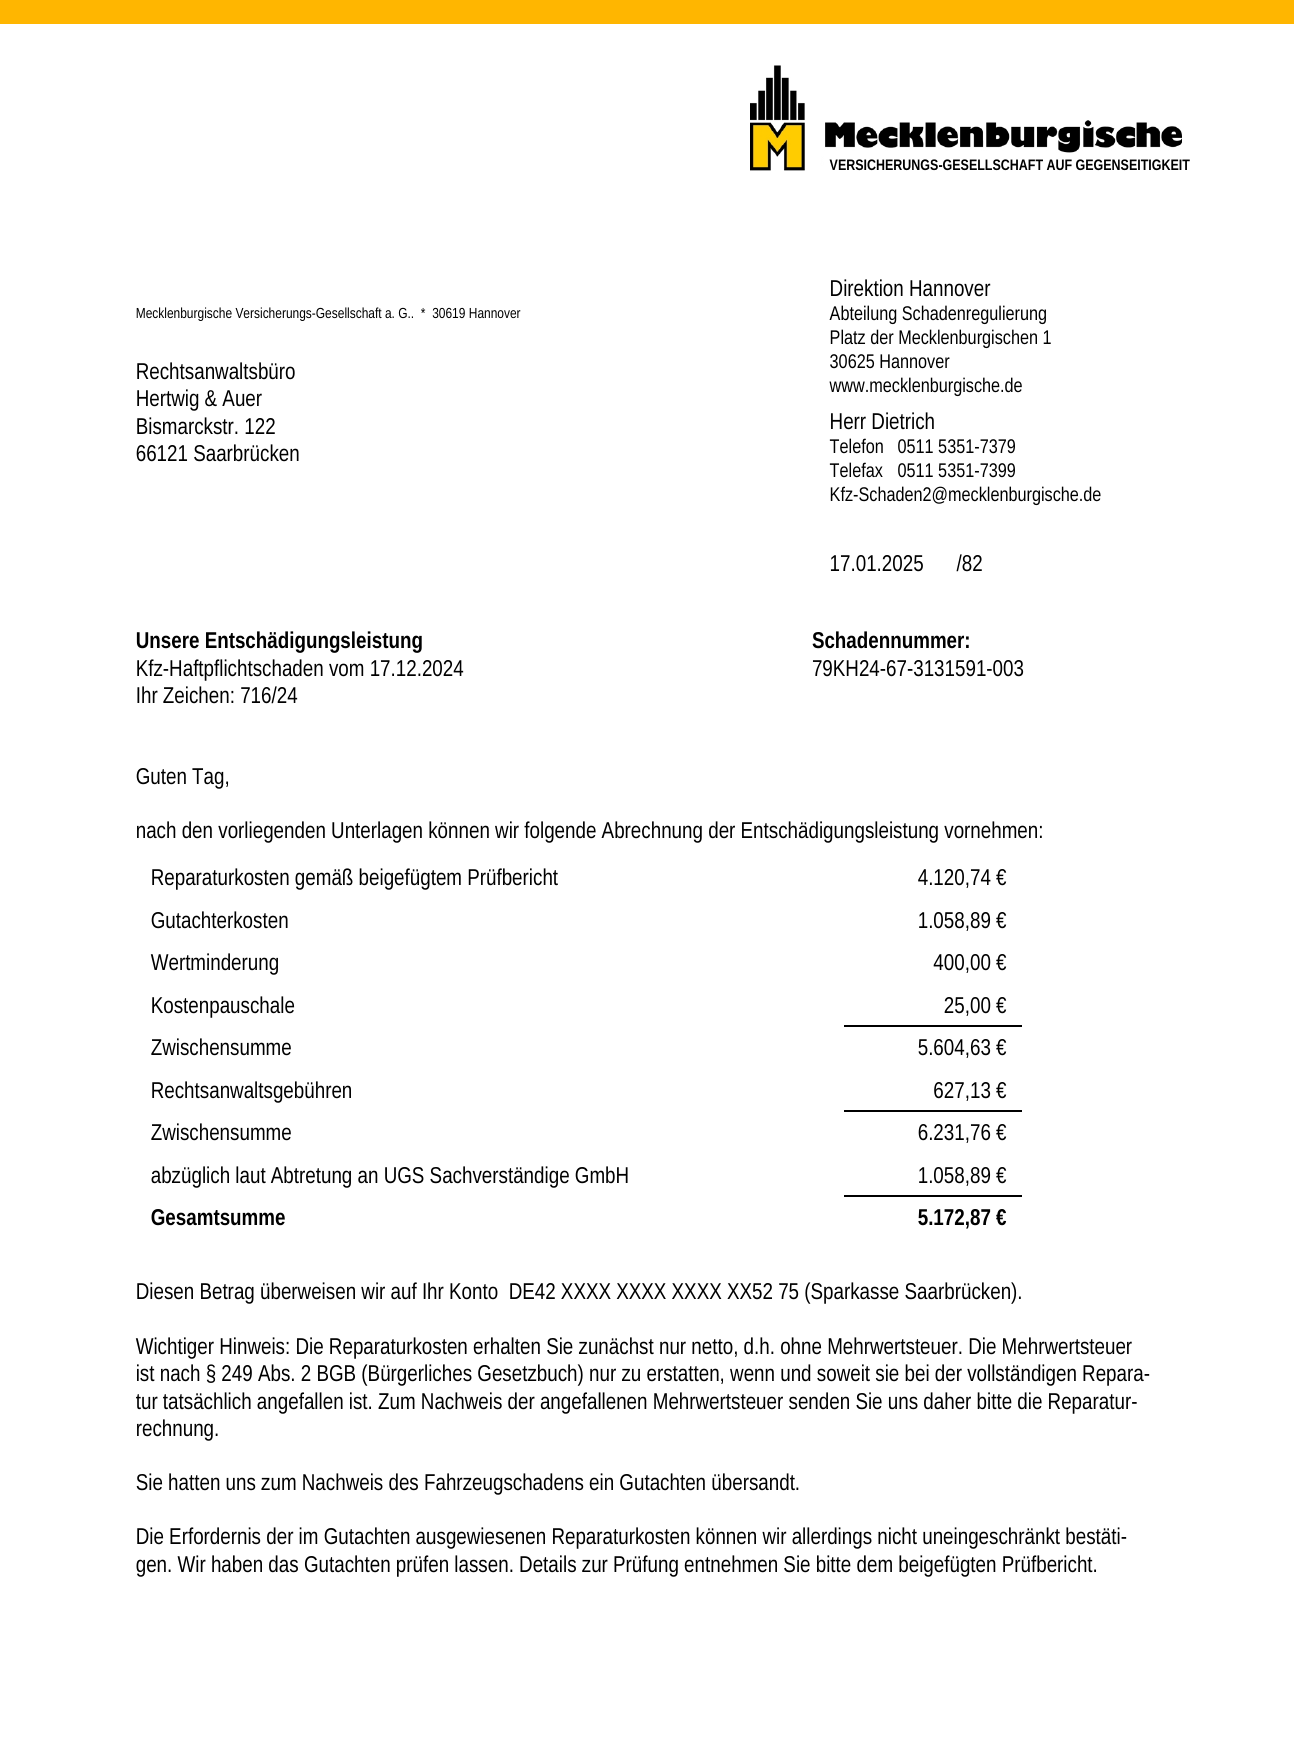 M Mecklenburgische
VERSICHERUNGS-GESELLSCHAFT AUF GEGENSEITIGKEIT
Direktion Hannover
Abteilung Schadenregulierung
Platz der Mecklenburgischen 1
30625 Hannover
www.mecklenburgische.de
Herr Dietrich
Telefon 0511 5351-7379
Telefax 0511 5351-7399
Kfz-Schaden2@mecklenburgische.de
17.01.2025 /82
Mecklenburgische Versicherungs-Gesellschaft a. G.. * 30619 Hannover
Rechtsanwaltsbüro
Hertwig & Auer
Bismarckstr. 122
66121 Saarbrücken
Unsere Entschädigungsleistung
Kfz-Haftpflichtschaden vom 17.12.2024
Ihr Zeichen: 716/24
Schadennummer:
79KH24-67-3131591-003
Guten Tag,
nach den vorliegenden Unterlagen können wir folgende Abrechnung der Entschädigungsleistung vornehmen:
Reparaturkosten gemäß beigefügtem Prüfbericht 4.120,74 €
Gutachterkosten 1.058,89 €
Wertminderung 400,00 €
Kostenpauschale 25,00 €
Zwischensumme 5.604,63 €
Rechtsanwaltsgebühren 627,13 €
Zwischensumme 6.231,76 €
abzüglich laut Abtretung an UGS Sachverständige GmbH 1.058,89 €
Gesamtsumme 5.172,87 €
Diesen Betrag überweisen wir auf Ihr Konto DE42 XXXX XXXX XXXX XX52 75 (Sparkasse Saarbrücken).
Wichtiger Hinweis: Die Reparaturkosten erhalten Sie zunächst nur netto, d.h. ohne Mehrwertsteuer. Die Mehrwertsteuer
ist nach § 249 Abs. 2 BGB (Bürgerliches Gesetzbuch) nur zu erstatten, wenn und soweit sie bei der vollständigen Repara-
tur tatsächlich angefallen ist. Zum Nachweis der angefallenen Mehrwertsteuer senden Sie uns daher bitte die Reparatur-
rechnung.
Sie hatten uns zum Nachweis des Fahrzeugschadens ein Gutachten übersandt.
Die Erfordernis der im Gutachten ausgewiesenen Reparaturkosten können wir allerdings nicht uneingeschränkt bestäti-
gen. Wir haben das Gutachten prüfen lassen. Details zur Prüfung entnehmen Sie bitte dem beigefügten Prüfbericht.